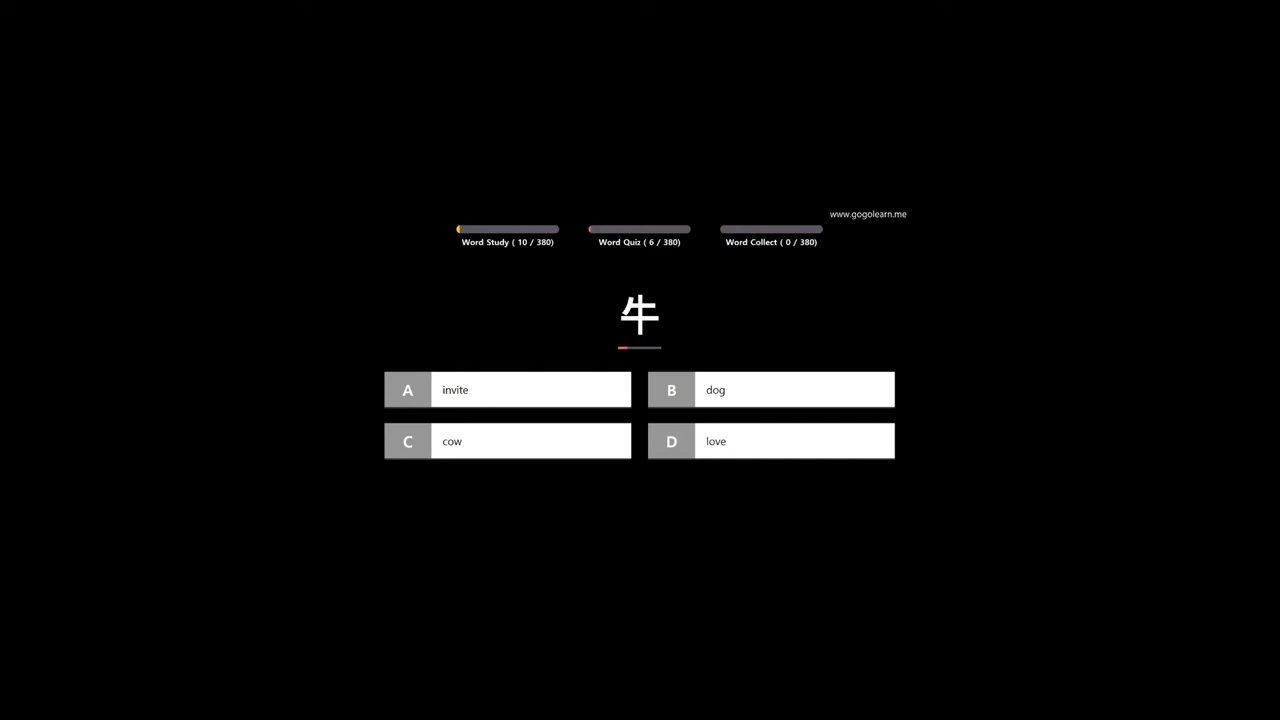 www.gogolearn.me
Word Study ( 10 / 380) Word Quiz ( 6 / 380) Word Collect ( 0 / 380)
牛
A invite B dog
C cow D love